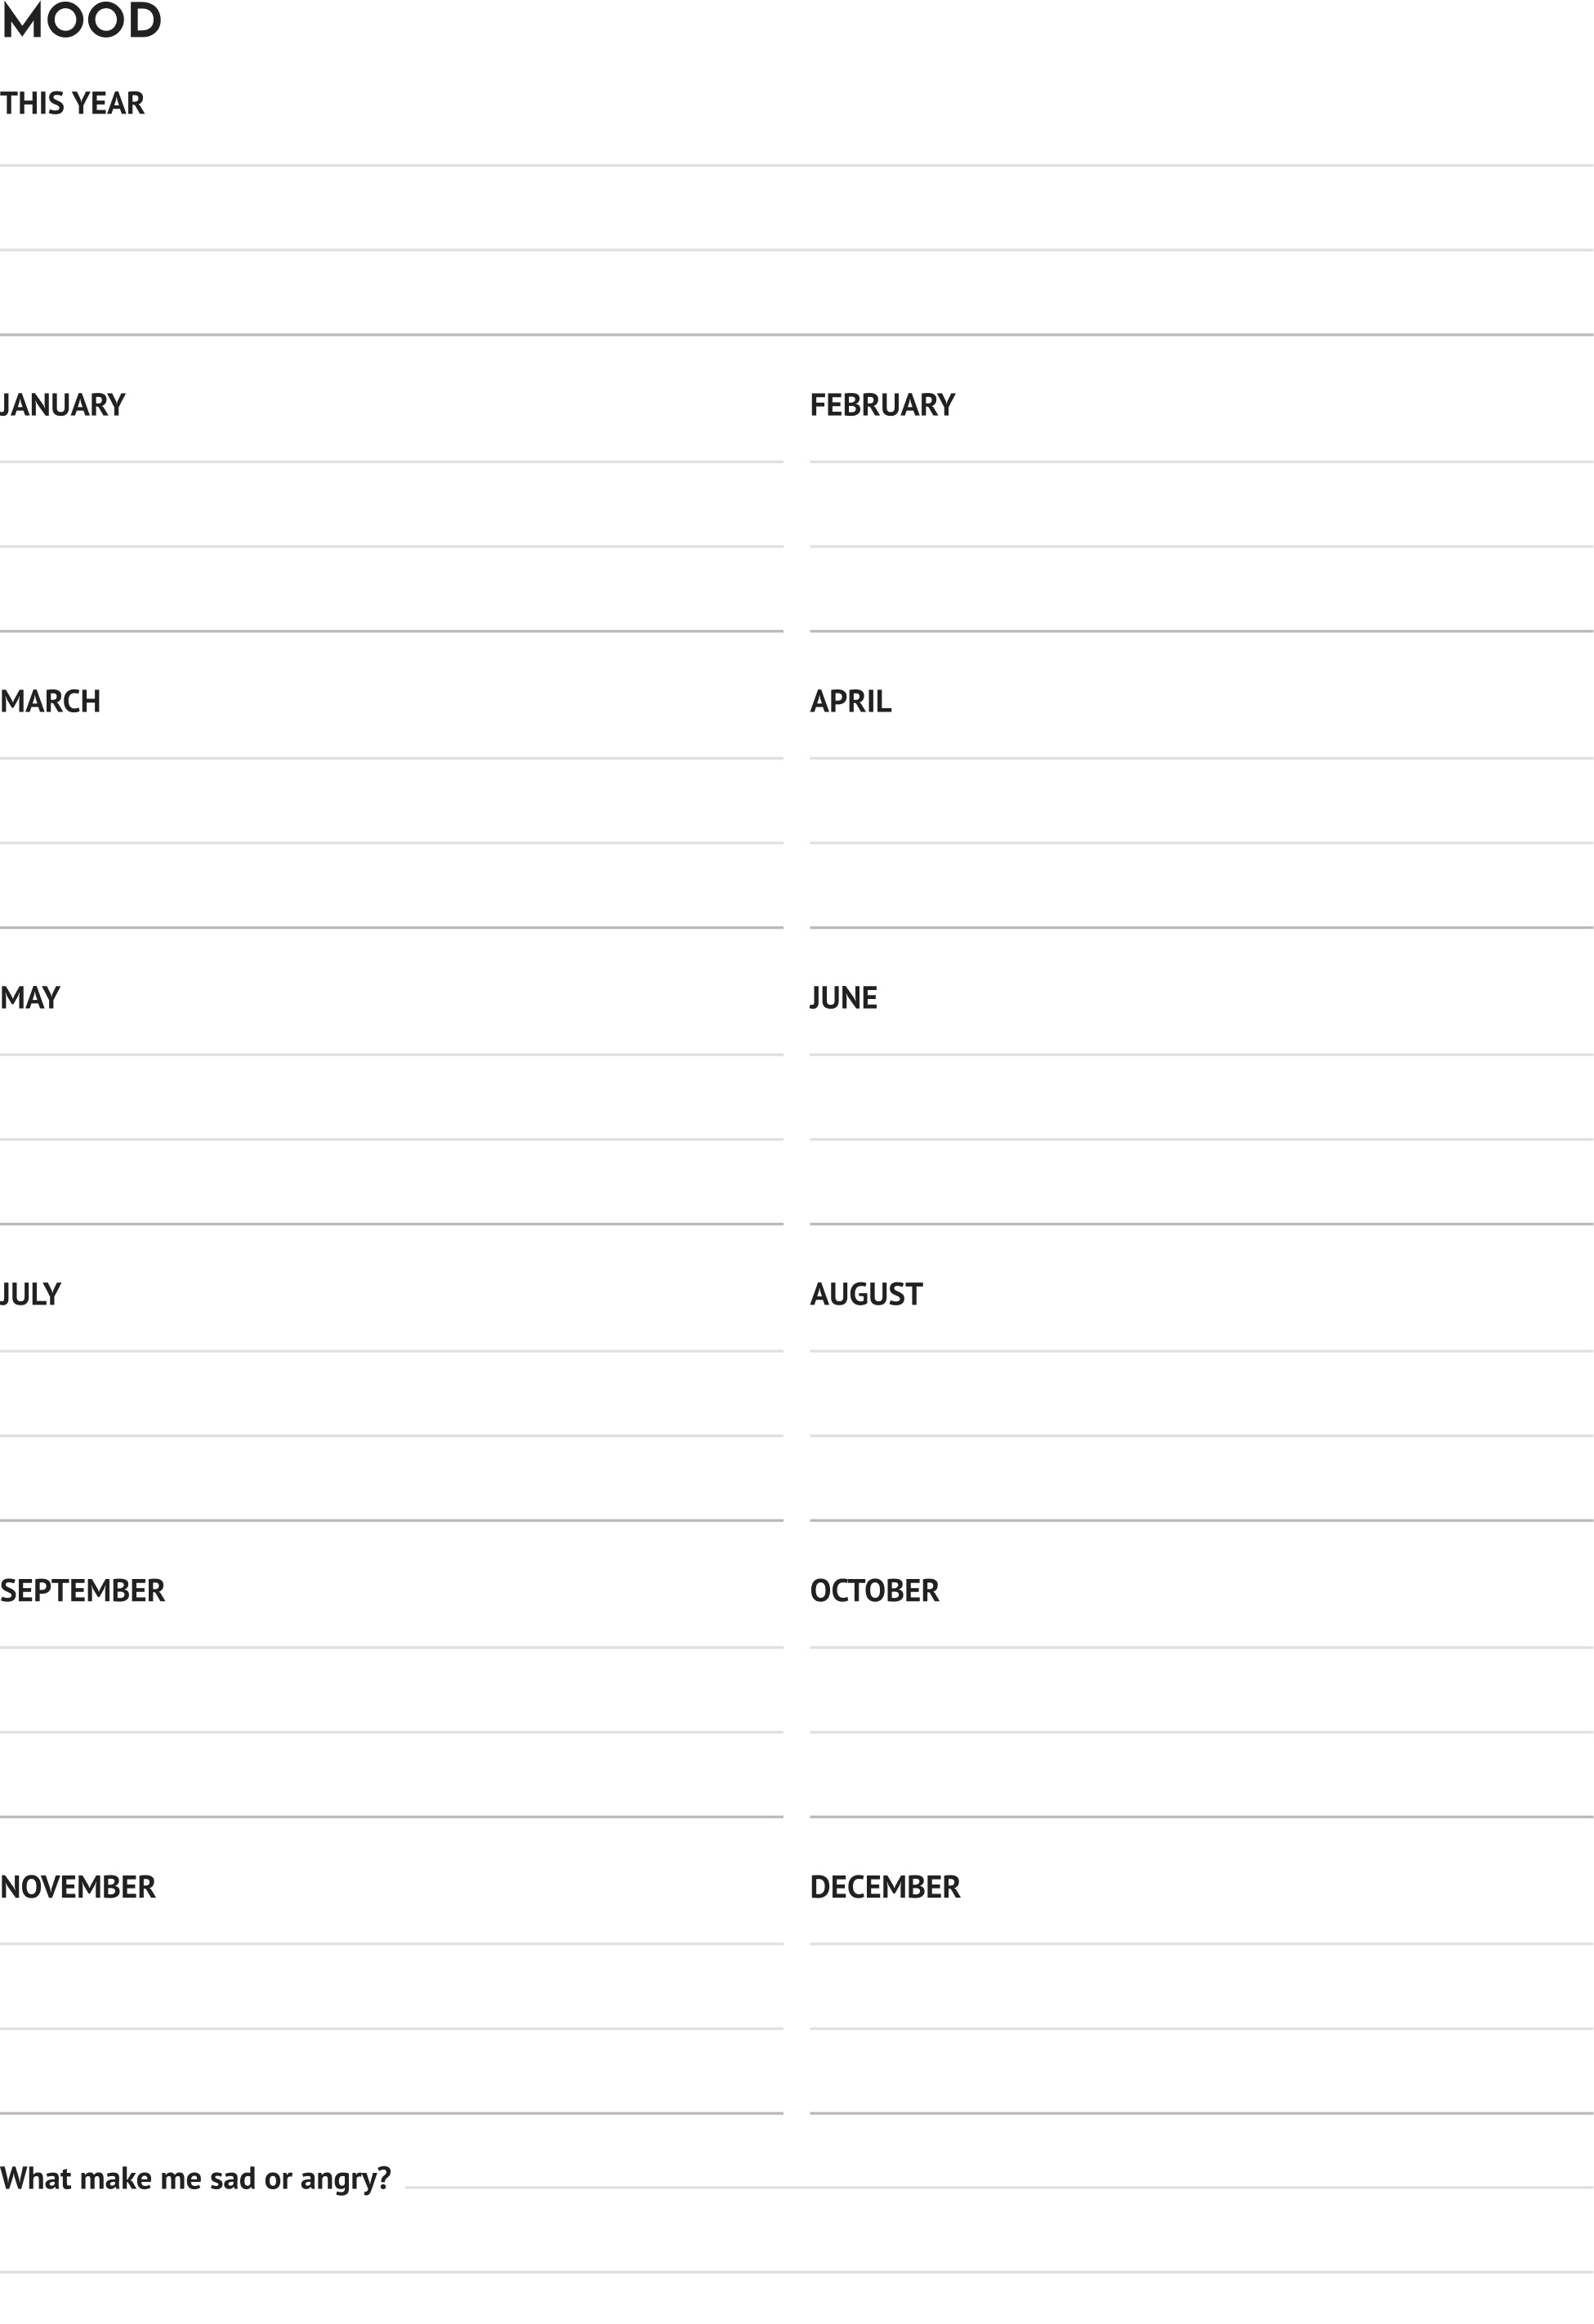 MOOD
THIS YEAR
JANUARY
FEBRUARY
MARCH
APRIL
MAY
JUNE
JULY
AUGUST
SEPTEMBER
OCTOBER
NOVEMBER
DECEMBER
What make me sad or angry?